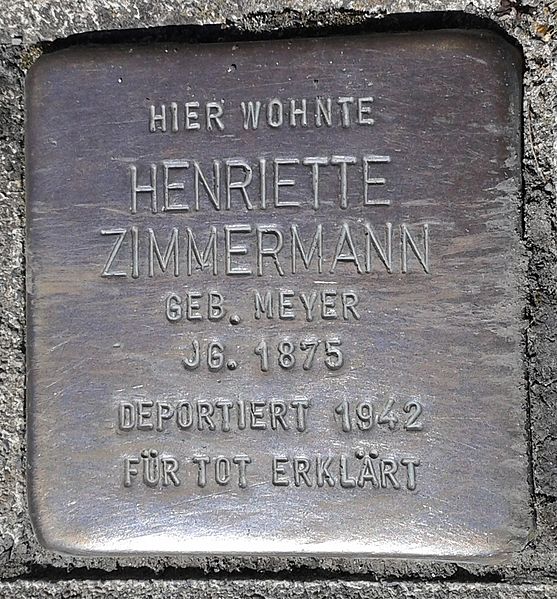 HIER WOHNTE
HENRIETTE
ZIMMERMANN
GEB. MEYER
JG. 1875
DEPORTIERT 1942
FÜR TOT ERKLÄRT